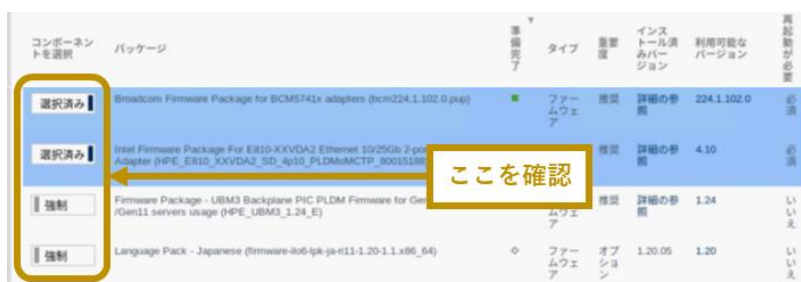 コンポーネン
トを選択
パッケージ
準備完了
タイプ
重要
度
インス
トール済
みバー
ジョン
利用可能な
バージョン
再起動が必要
選択済み
Broadcom Firmware Package for BCM5741x adapters (bcm224.1.102.0.pup)
ファー
ムウェ
ア
推奨
詳細の参
照
224.1.102.0
必須
選択済み
Intel Firmware Package For E810-XXVDA2 Ethernet 10/25Gb 2-por
Adapter (HPE_E810_XXVDA2_SD_4p10_PLDMoMCTP_80015188)
推奨
詳細の参
照
4.10
必須
ここを確認
強制
Firmware Package - UBM3 Backplane PIC PLDM Firmware for Gen
/Gen11 servers usage (HPE_UBM3_1.24_E)
ムウェ
ア
推奨
詳細の参
照
1.24
いいえ
強制
Language Pack - Japanese (firmware-ilo6-lpk-ja-ri11-1.20-1.1.x86_64)
ファー
ムウェ
ア
オプ
ショ
ン
1.20.05
1.20
いいえ